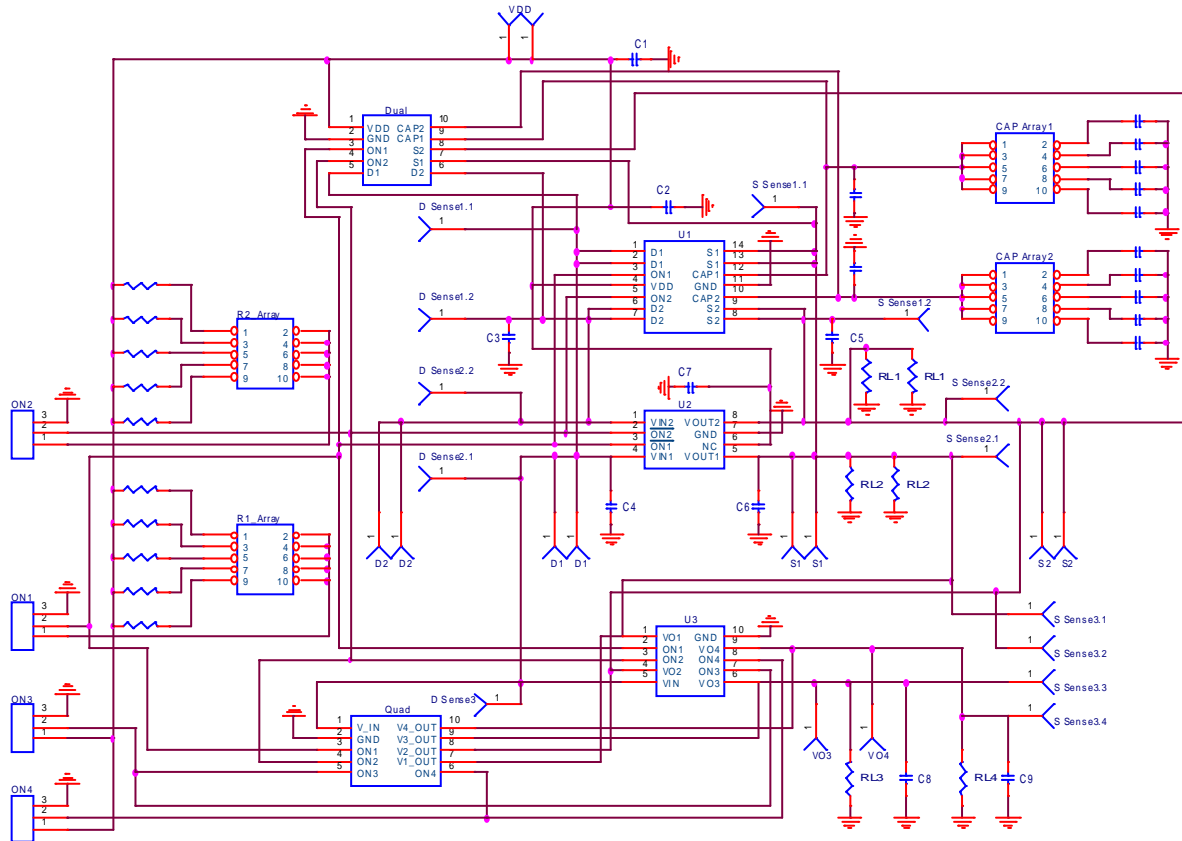 VDD
1 1
C1
Dual
1 VDD CAP2 10
2 GND CAP1 9
3 ON1 S2 8
4 ON2 S1 7
5 D1 D2 6
CAP Array1
1 2
3 4
5 6
7 8
9 10
C2
S Sense1.1
1
D Sense1.1
1
U1
1 D1 S1 14
2 D1 S1 13
3 ON1 CAP1 12
4 VDD GND 11
5 ON2 CAP2 10
6 D2 S2 9
7 D2 S2 8
CAP Array2
1 2
3 4
5 6
7 8
9 10
D Sense1.2
1
S Sense1.2
1
C3
C5
R2_Array
1 2
3 4
5 6
7 8
9 10
RL1 RL1
D Sense2.2
1
C7
S Sense2.2
1
ON2
3
2
1
U2
1 VIN2 VOUT2 8
2 ON2 GND 7
3 ON1 NC 6
4 VIN1 VOUT1 5
S Sense2.1
1
D Sense2.1
1
RL2 RL2
C4
C6
R1_Array
1 2
3 4
5 6
7 8
9 10
1 1 1 1 1 1 1 1
D2 D2 D1 D1 S1 S1 S2 S2
ON1
3
2
1
U3
1 VO1 GND 10
2 ON1 VO4 9
3 ON2 ON4 8
4 VO2 ON3 7
5 VIN VO3 6
1
S Sense3.1
1
S Sense3.2
1
S Sense3.3
1
S Sense3.4
D Sense3
1
ON3
3
2
1
Quad
1 V_IN V4_OUT 10
2 GND V3_OUT 9
3 ON1 V2_OUT 8
4 ON2 V1_OUT 7
5 ON3 ON4 6
1 1
VO3 VO4
RL3 C8 RL4 C9
ON4
3
2
1